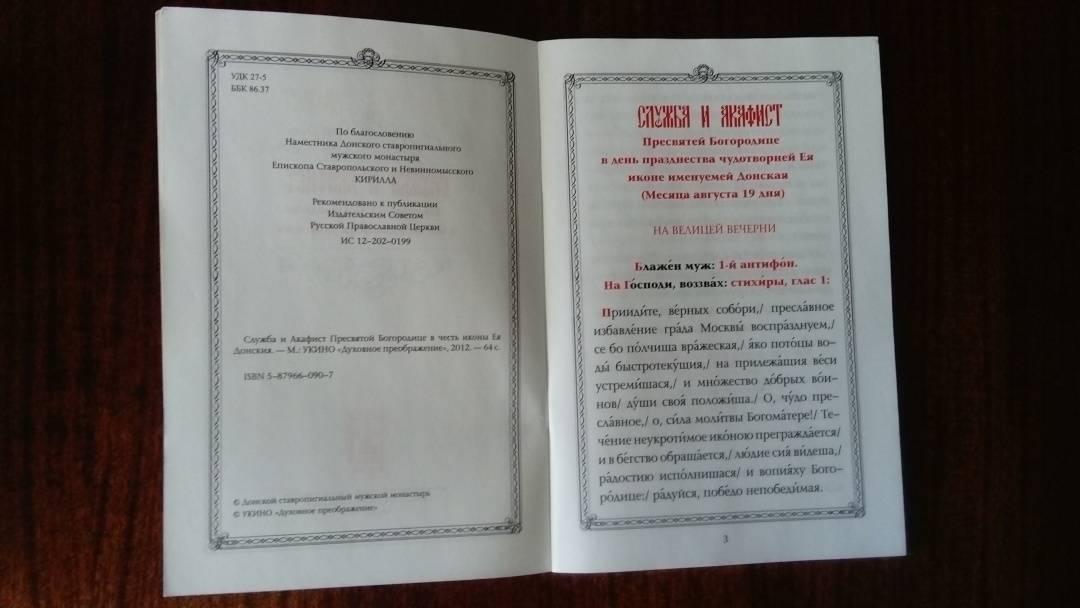 УДК 27-5
ББК 86.37
По благословению
Наместника Донского ставропигиального
мужского монастыря
Епископа Ставропольского и Невинномысского
КИРИЛЛА
Рекомендовано к публикации
Издательским Советом
Русской Православной Церкви
ИС 12-202-0199
Служба и Акафист Пресвятой Богородице в честь иконы Ея
Донския. — М.: УКИНО «Духовное преображение», 2012. — 64 с.
ISBN 5-87966-090-7
© Донской ставропигиальный мужской монастырь
© УКИНО «Духовное преображение»
СЛУЖБА И АКАФИСТ
Пресвятей Богородице
в день празднества чудотворней Ея
иконе именуемей Донская
(Месяца августа 19 дня)
НА ВЕЛИЦЕЙ ВЕЧЕРНИ
Блаже́н муж: 1-й антифо́н.
На Го́споди, воззва́х: стихи́ры, глас 1:
Прииди́те, ве́рных собо́ри,/ пресла́вное
избавле́ние гра́да Москвы́ воспра́зднуем,/
се бо по́лчища вра́жеская,/ я́ко пото́цы во-
ды́ быстротеку́щия,/ на прилежа́щия ве́си
устреми́шася,/ и мно́жество до́брых во́и-
нов/ ду́ши своя́ положи́ша./ О, чу́до пре-
сла́вное,/ о, си́ла моли́твы Богома́тере!/ Те-
че́ние неукроти́мое ико́ною прегражда́ется/
и в бе́гство обраща́ется,/ лю́дие сия́ ви́деша,/
ра́достию испо́лнишася/ и вопия́ху Бого-
ро́дице:/ ра́дуйся, побе́до непобеди́мая.
3